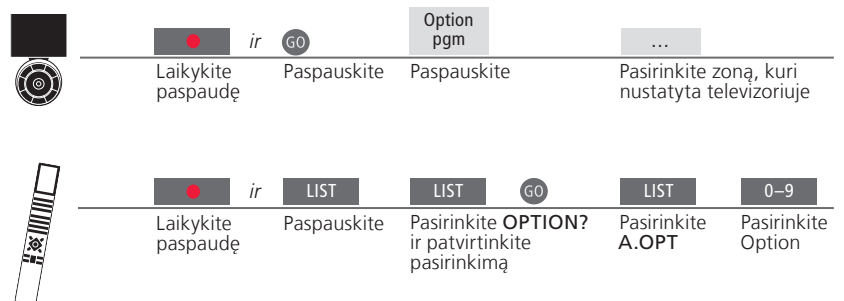 Option
pgm
ir GO ...
Laikykite Paspauskite Paspauskite Pasirinkite zoną, kuri
paspaudę nustatyta televizoriuje
ir LIST LIST GO LIST 0–9
Laikykite Paspauskite Pasirinkite OPTION? Pasirinkite Pasirinkite
paspaudę ir patvirtinkite A.OPT Option
pasirinkimą